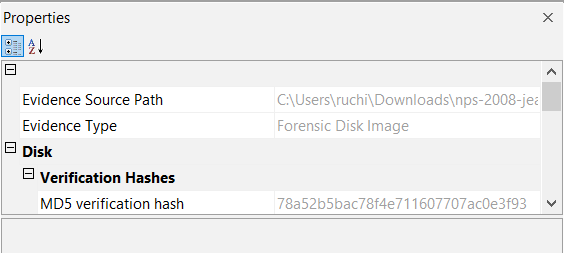 Properties
Evidence Source Path C:\Users\ruchi\Downloads\nps-2008-jea
Evidence Type Forensic Disk Image
Disk
Verification Hashes
MD5 verification hash 78a52b5bac78f4e711607707ac0e3f93